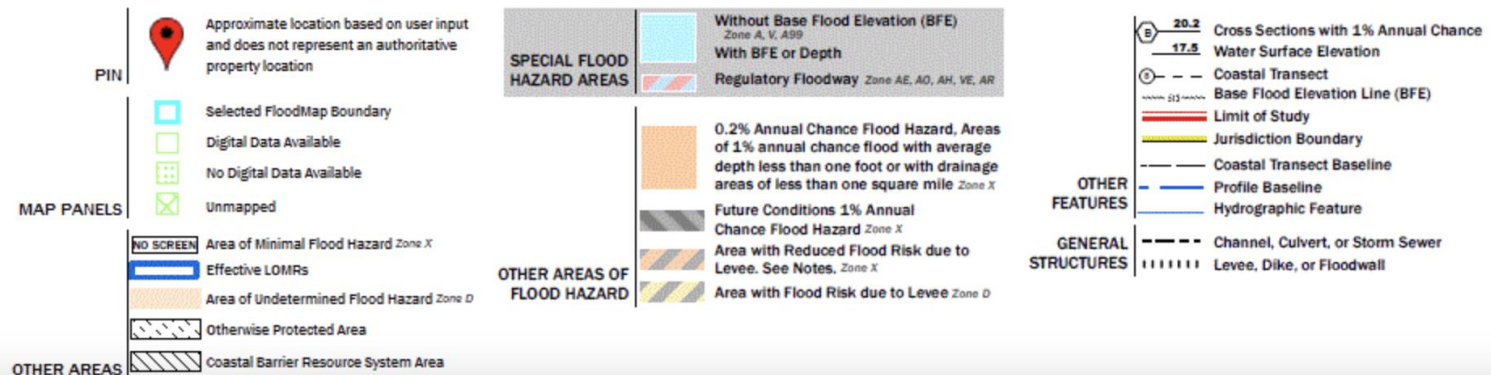 Approximate location based on user input
and does not represent an authoritative
property location
PIN
Selected FloodMap Boundary
Digital Data Available
No Digital Data Available
Unmapped
MAP PANELS
NO SCREEN Area of Minimal Flood Hazard Zone X
Effective LOMRs
Area of Undetermined Flood Hazard Zone D
Otherwise Protected Area
Coastal Barrier Resource System Area
OTHER AREAS
Without Base Flood Elevation (BFE)
Zone A, V, A99
With BFE or Depth
Regulatory Floodway Zone AE, AO, AH, VE, AR
SPECIAL FLOOD
HAZARD AREAS
0.2% Annual Chance Flood Hazard, Areas
of 1% annual chance flood with average
depth less than one foot or with drainage
areas of less than one square mile Zone X
Future Conditions 1% Annual
Chance Flood Hazard Zone X
Area with Reduced Flood Risk due to
Levee. See Notes. Zone X
Area with Flood Risk due to Levee Zone D
OTHER AREAS OF
FLOOD HAZARD
B 20.2 Cross Sections with 1% Annual Chance
17.5 Water Surface Elevation
Coastal Transect
Base Flood Elevation Line (BFE)
Limit of Study
Jurisdiction Boundary
Coastal Transect Baseline
Profile Baseline
Hydrographic Feature
OTHER
FEATURES
Channel, Culvert, or Storm Sewer
Levee, Dike, or Floodwall
GENERAL
STRUCTURES